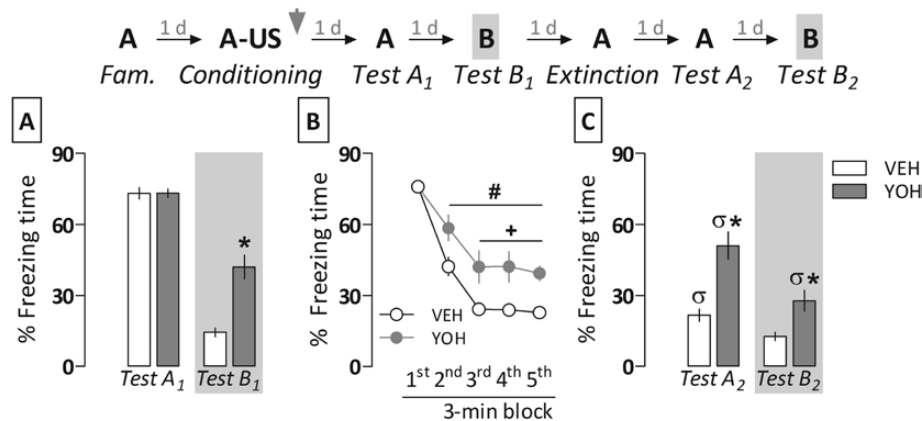 1 d 1 d 1 d 1 d 1 d 1 d
A A-US A B A A B
Fam. Conditioning Test A1 Test B1 Extinction Test A2 Test B2
A
% Freezing time
90
60
30
0
*
Test A1 Test B1
B
% Freezing time
90
60
30
0
#
+
VEH
YOH
1st 2nd 3rd 4th 5th
3-min block
C
% Freezing time
90
60
30
0
σ
σ*
σ*
Test A2 Test B2
VEH
YOH